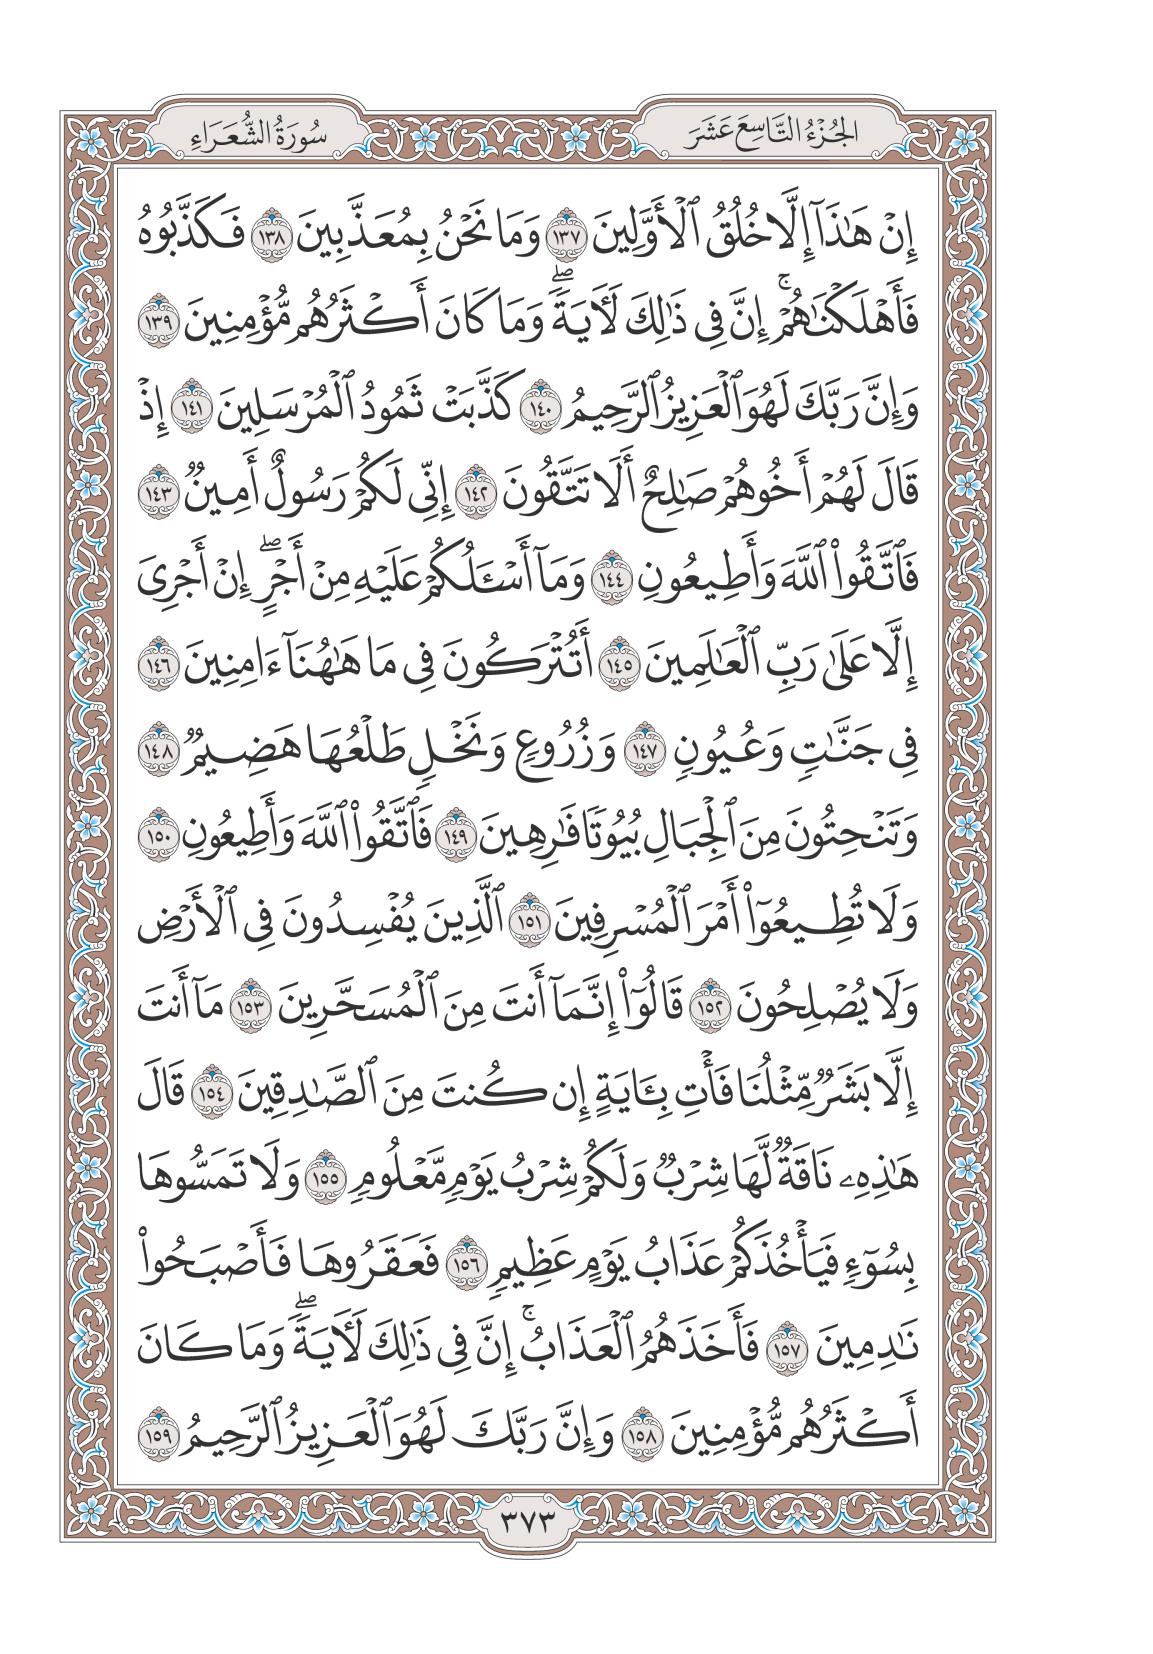 الجُزْءُ التَّاسِعَ عَشَرَ
سُورَةُ الشُّعَرَاءِ
إِنْ هَٰذَآ إِلَّا خُلُقُ ٱلْأَوَّلِينَ ١٣٧ وَمَا نَحْنُ بِمُعَذَّبِينَ ١٣٨ فَكَذَّبُوهُ
فَأَهْلَكْنَٰهُمْ ۚ إِنَّ فِى ذَٰلِكَ لَأَيَةً ۖ وَمَا كَانَ أَكْثَرُهُم مُّؤْمِنِينَ ١٣٩
وَإِنَّ رَبَّكَ لَهُوَ ٱلْعَزِيزُ ٱلرَّحِيمُ ١٤٠ كَذَّبَتْ ثَمُودُ ٱلْمُرْسَلِينَ ١٤١ إِذْ
قَالَ لَهُمْ أَخُوهُمْ صَٰلِحٌ أَلَا تَتَّقُونَ ١٤٢ إِنِّى لَكُمْ رَسُولٌ أَمِينٌ ١٤٣
فَٱتَّقُوا۟ ٱللَّهَ وَأَطِيعُونِ ١٤٤ وَمَآ أَسْـَٔلُكُمْ عَلَيْهِ مِنْ أَجْرٍ ۖ إِنْ أَجْرِىَ
إِلَّا عَلَىٰ رَبِّ ٱلْعَٰلَمِينَ ١٤٥ أَتُتْرَكُونَ فِى مَا هَٰهُنَآ ءَامِنِينَ ١٤٦
فِى جَنَّٰتٍ وَعُيُونٍ ١٤٧ وَزُرُوعٍ وَنَخْلٍ طَلْعُهَا هَضِيمٌ ١٤٨
وَتَنْحِتُونَ مِنَ ٱلْجِبَالِ بُيُوتًا فَٰرِهِينَ ١٤٩ فَٱتَّقُوا۟ ٱللَّهَ وَأَطِيعُونِ ١٥٠
وَلَا تُطِيعُوٓا۟ أَمْرَ ٱلْمُسْرِفِينَ ١٥١ ٱلَّذِينَ يُفْسِدُونَ فِى ٱلْأَرْضِ
وَلَا يُصْلِحُونَ ١٥٢ قَالُوٓا۟ إِنَّمَآ أَنتَ مِنَ ٱلْمُسَحَّرِينَ ١٥٣ مَآ أَنتَ
إِلَّا بَشَرٌ مِّثْلُنَا فَأْتِ بِـَٔايَةٍ إِن كُنتَ مِنَ ٱلصَّٰدِقِينَ ١٥٤ قَالَ
هَٰذِهِۦ نَاقَةٌ لَّهَا شِرْبٌ وَلَكُمْ شِرْبُ يَوْمٍ مَّعْلُومٍ ١٥٥ وَلَا تَمَسُّوهَا
بِسُوٓءٍ فَيَأْخُذَكُمْ عَذَابُ يَوْمٍ عَظِيمٍ ١٥٦ فَعَقَرُوهَا فَأَصْبَحُوا۟
نَٰدِمِينَ ١٥٧ فَأَخَذَهُمُ ٱلْعَذَابُ ۚ إِنَّ فِى ذَٰلِكَ لَأَيَةً ۖ وَمَا كَانَ
أَكْثَرُهُم مُّؤْمِنِينَ ١٥٨ وَإِنَّ رَبَّكَ لَهُوَ ٱلْعَزِيزُ ٱلرَّحِيمُ ١٥٩
٣٧٣